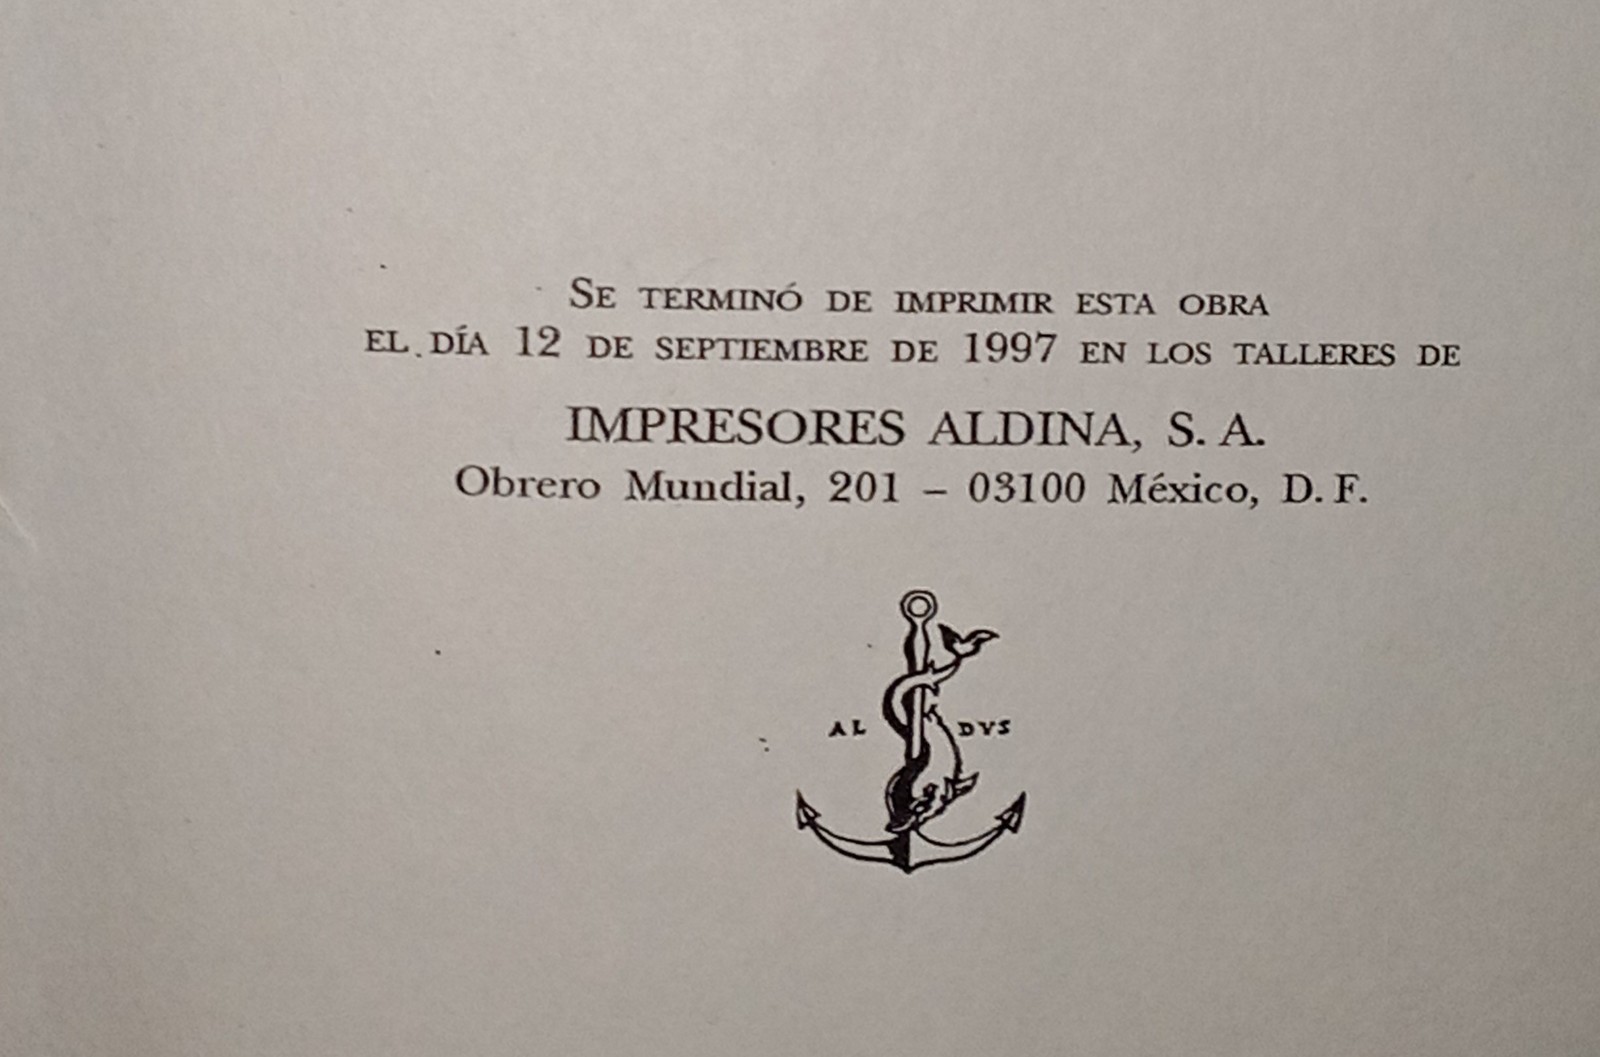 Se terminó de imprimir esta obra
el día 12 de septiembre de 1997 en los talleres de
IMPRESORES ALDINA, S. A.
Obrero Mundial, 201 – 03100 México, D. F.
AL DVS